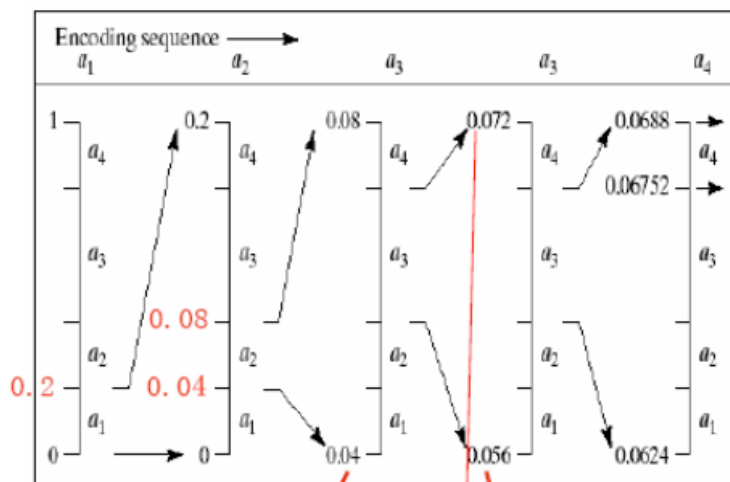 Encoding sequence
a1 a2 a3 a3 a4
1 0.2 0.08 0.072 0.0688
a4 a4 a4 a4 a4
0.06752
a3 a3 a3 a3 a3
0.08
a2 a2 a2 a2 a2
0.2 0.04
a1 a1 a1 a1 a1
0 0 0.04 0.056 0.0624